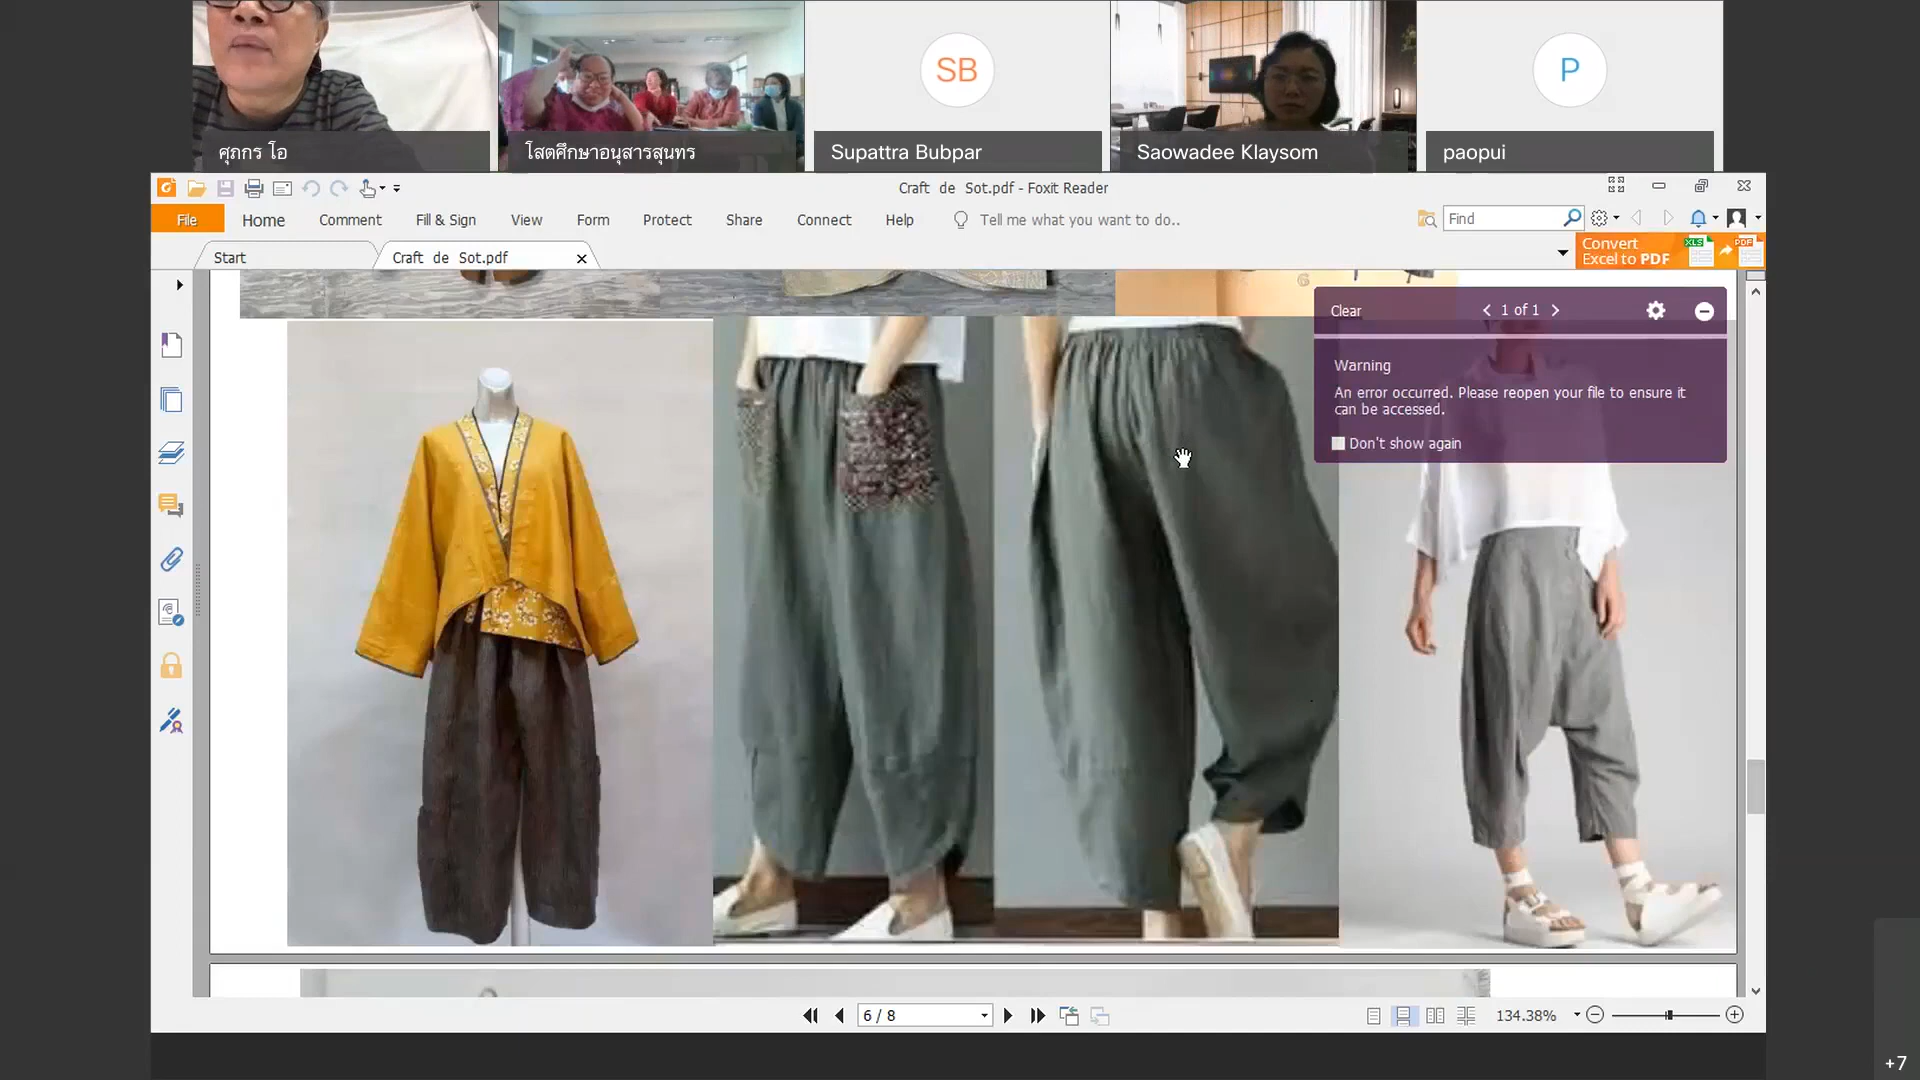 ศุภกร โอ
โสตศึกษาอนุสารสุนทร
SB
Supattra Bubpar
Saowadee Klaysom
P
paopui
Craft de Sot.pdf - Foxit Reader
File
Home
Comment
Fill & Sign
View
Form
Protect
Share
Connect
Help
Tell me what you want to do..
Find
Start
Craft de Sot.pdf
Convert
Excel to PDF
XLS
PDF
Clear
1 of 1
Warning
An error occurred. Please reopen your file to ensure it
can be accessed.
Don't show again
6 / 8
134.38%
+7